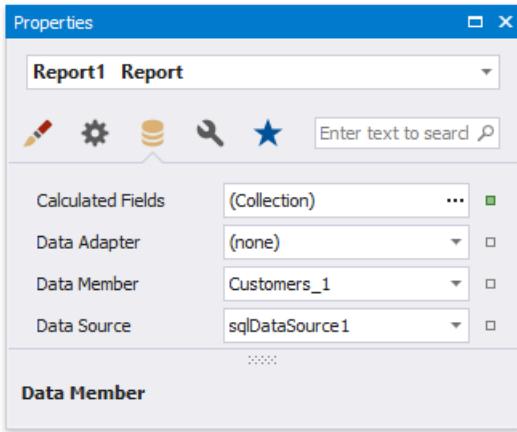 Properties
Report1 Report
Enter text to searcl
Calculated Fields (Collection) ...
Data Adapter (none)
Data Member Customers_1
Data Source sqlDataSource1
Data Member